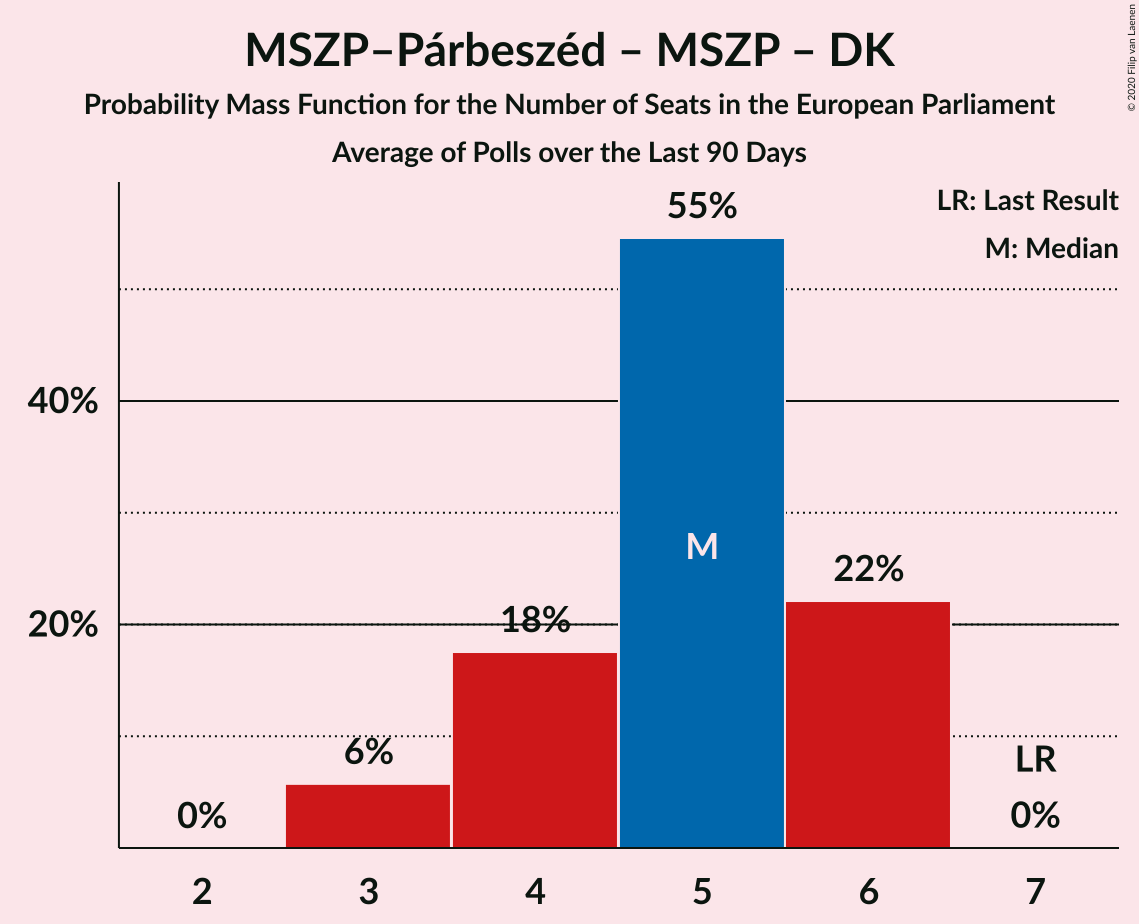 MSZP–Párbeszéd – MSZP – DK
Probability Mass Function for the Number of Seats in the European Parliament
Average of Polls over the Last 90 Days
© 2020 Filip van Laenen
LR: Last Result
M: Median
55%
40%
M
22%
20%
18%
6%
LR
0%
0%
2 3 4 5 6 7